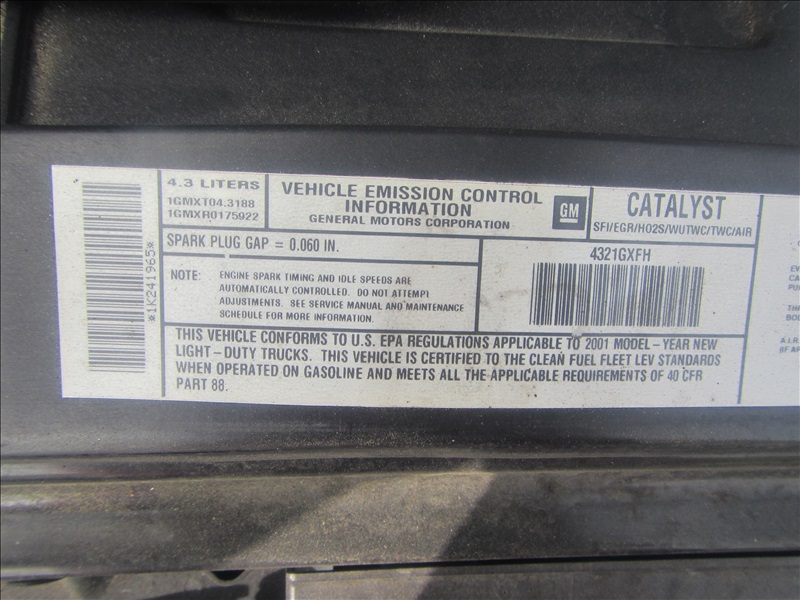 *1K241965*
4.3 LITERS
1GMXT04.3188
1GMXR0175922
VEHICLE EMISSION CONTROL
INFORMATION
GENERAL MOTORS CORPORATION
GM
CATALYST
SFI/EGR/HO2S/WUTWC/TWC/AIR
SPARK PLUG GAP = 0.060 IN.
NOTE: ENGINE SPARK TIMING AND IDLE SPEEDS ARE
AUTOMATICALLY CONTROLLED. DO NOT ATTEMPT
ADJUSTMENTS. SEE SERVICE MANUAL AND MAINTENANCE
SCHEDULE FOR MORE INFORMATION.
4321GXFH
THIS VEHICLE CONFORMS TO U.S. EPA REGULATIONS APPLICABLE TO 2001 MODEL-YEAR NEW
LIGHT-DUTY TRUCKS. THIS VEHICLE IS CERTIFIED TO THE CLEAN FUEL FLEET LEV STANDARDS
WHEN OPERATED ON GASOLINE AND MEETS ALL THE APPLICABLE REQUIREMENTS OF 40 CFR
PART 88.